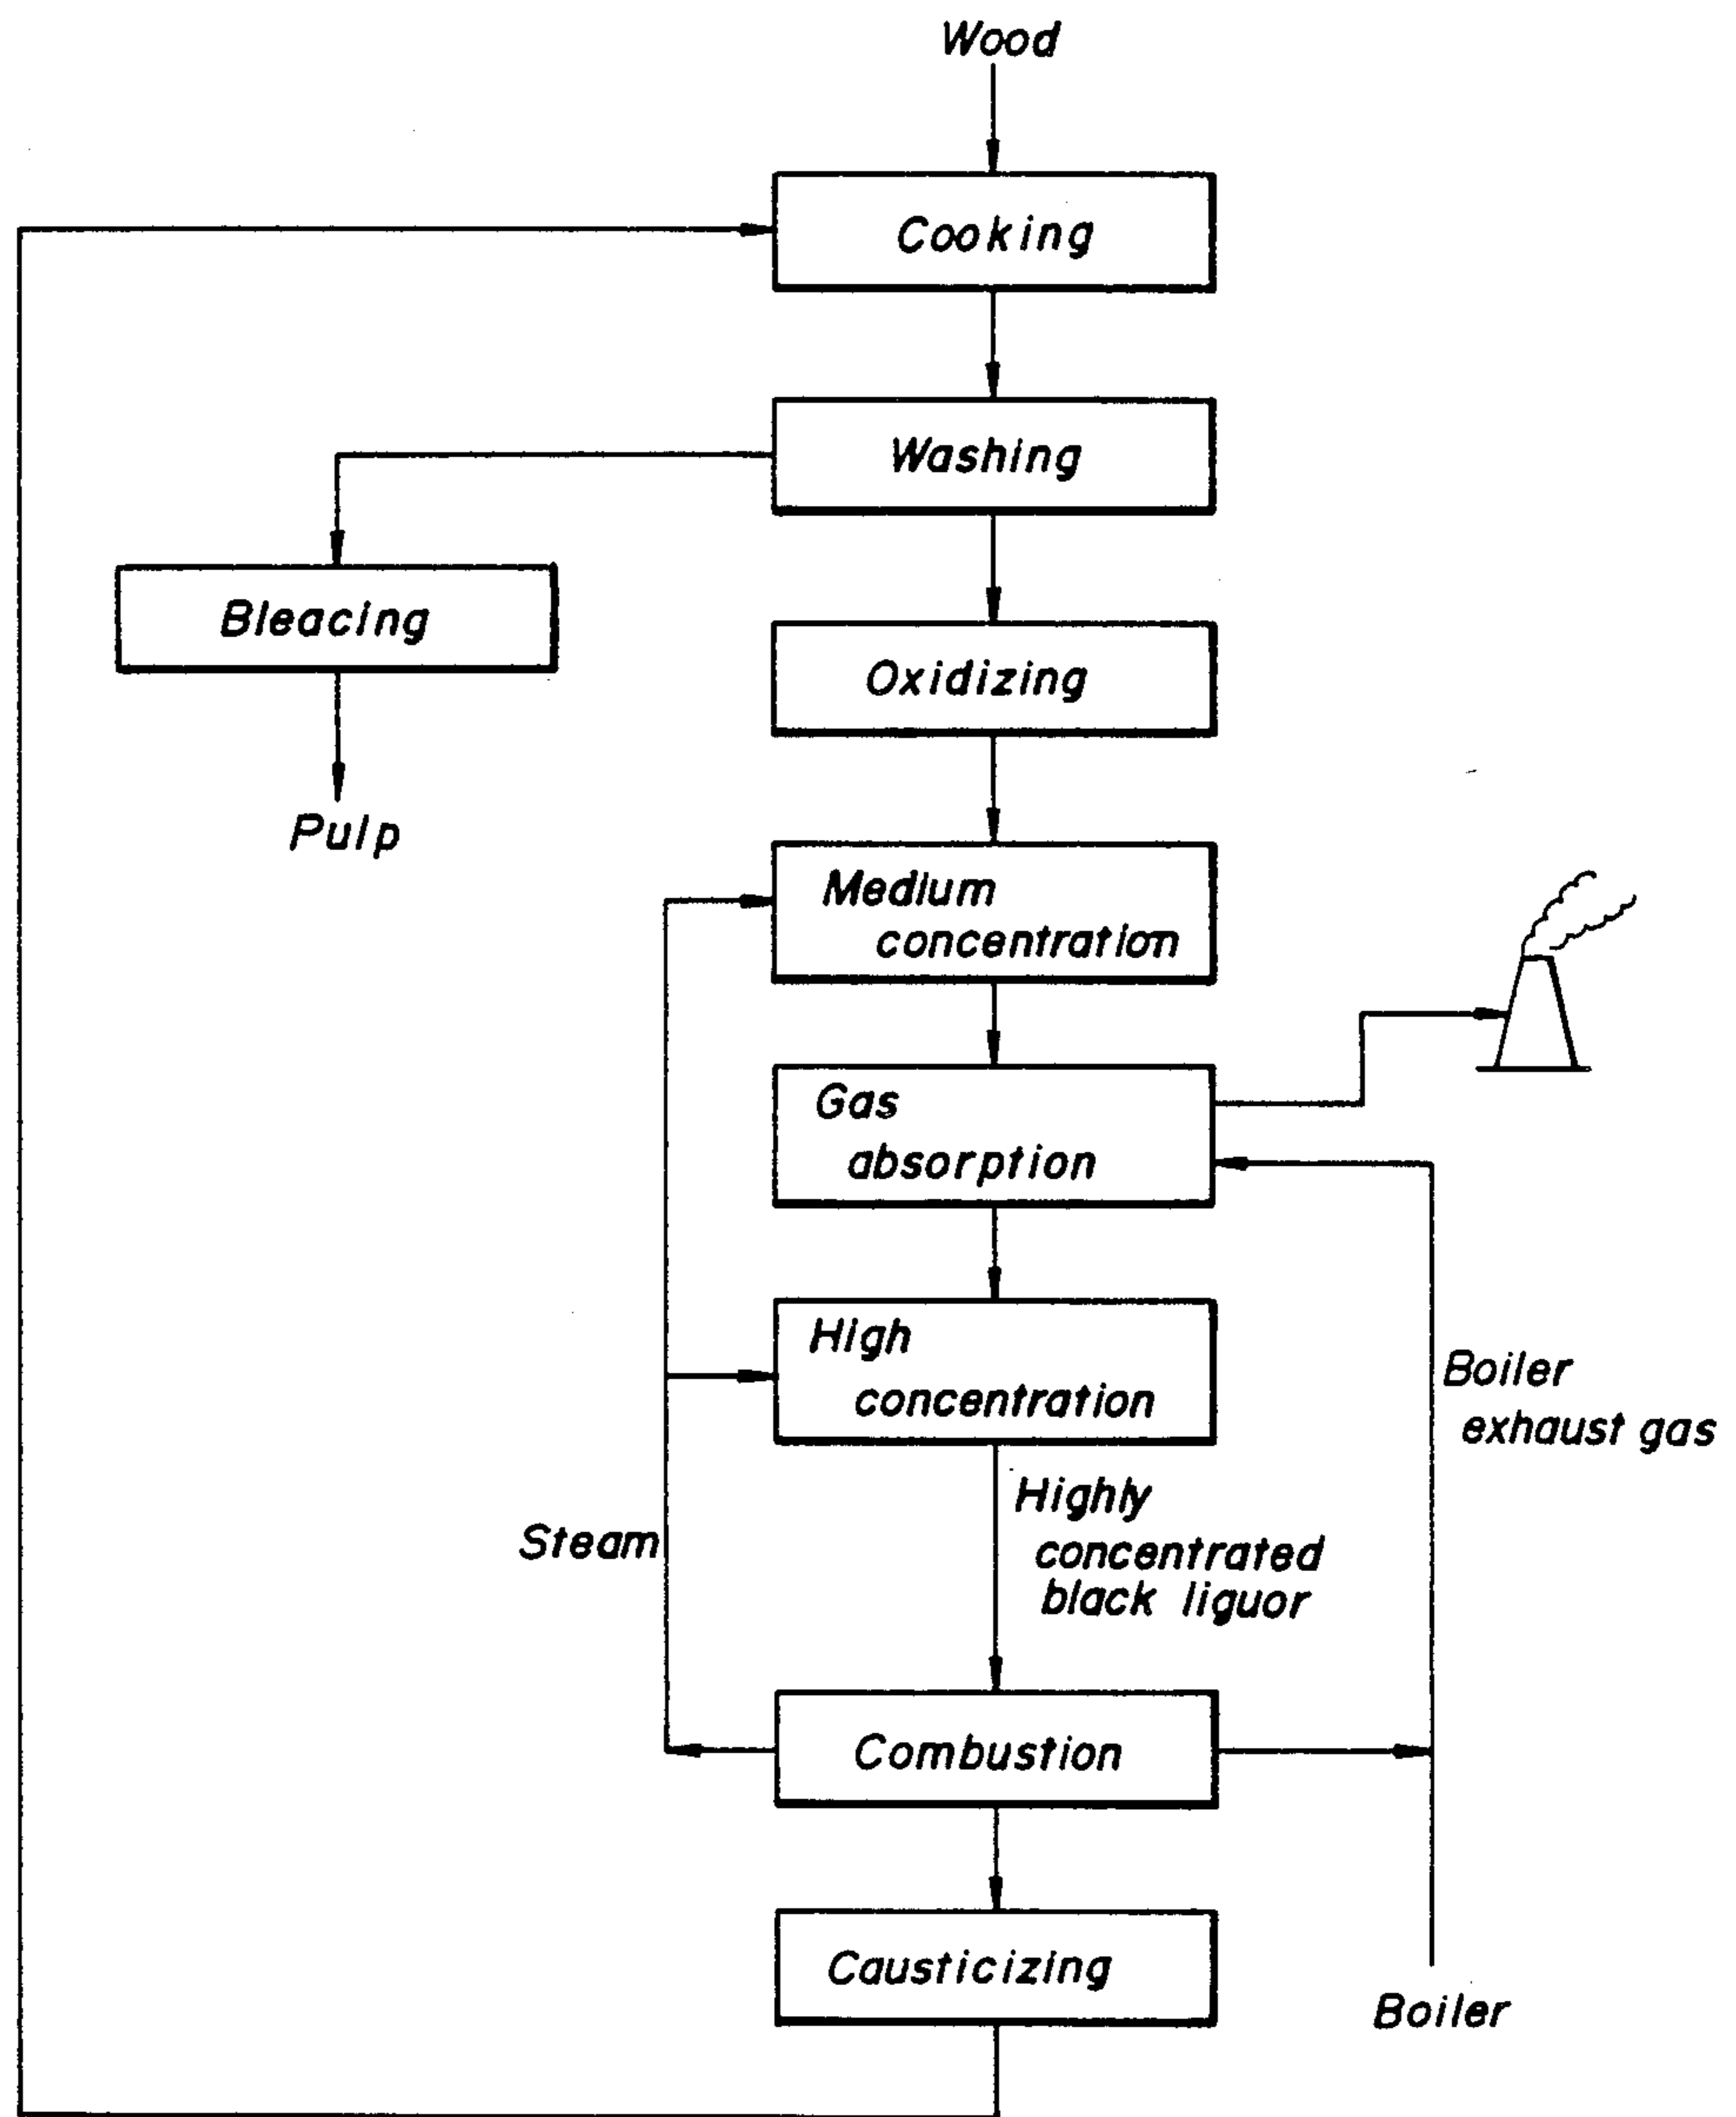 Wood
Cooking
Washing
Bleacing
Oxidizing
Pulp
Medium
concentration
Gas
absorption
High
concentration
Boiler
exhaust gas
Highly
concentrated
black liguor
Steam
Combustion
Causticizing
Boiler